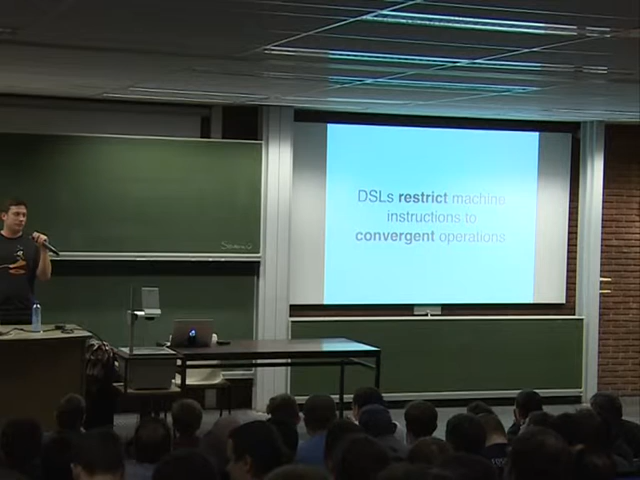 DSLs restrict machine
instructions to
convergent operations